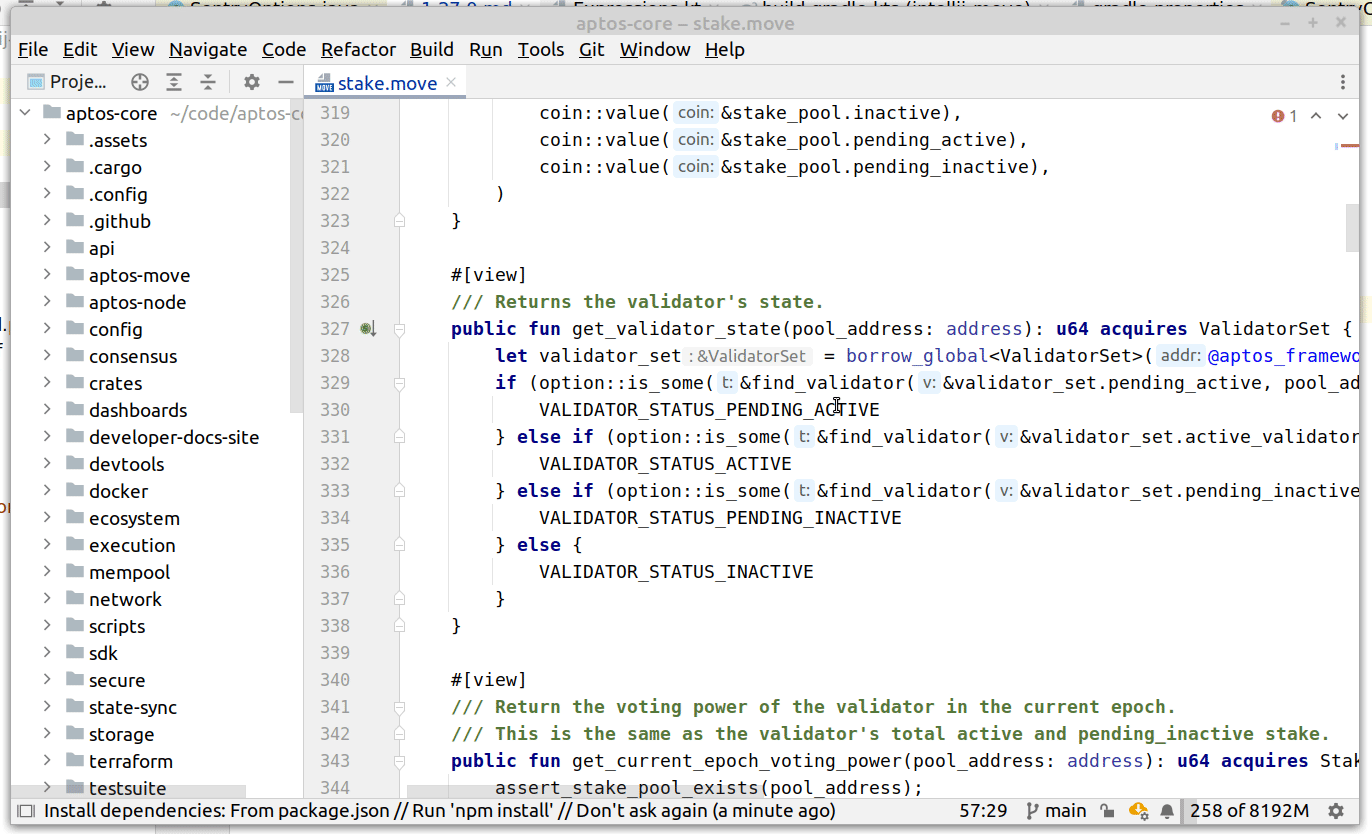 aptos-core – stake.move
File Edit View Navigate Code Refactor Build Run Tools Git Window Help
Proje... stake.move
aptos-core ~/code/aptos-c
.assets
.cargo
.config
.github
api
aptos-move
aptos-node
config
consensus
crates
dashboards
developer-docs-site
devtools
docker
ecosystem
execution
mempool
network
scripts
sdk
secure
state-sync
storage
terraform
testsuite
1
319 coin::value( coin: &stake_pool.inactive),
320 coin::value( coin: &stake_pool.pending_active),
321 coin::value( coin: &stake_pool.pending_inactive),
322 )
323 }
324
325 #[view]
326 /// Returns the validator's state.
327 public fun get_validator_state(pool_address: address): u64 acquires ValidatorSet {
328 let validator_set : &ValidatorSet = borrow_global<ValidatorSet>( addr: @aptos_framewo
329 if (option::is_some( t: &find_validator( v: &validator_set.pending_active, pool_ad
330 VALIDATOR_STATUS_PENDING_ACTIVE
331 } else if (option::is_some( t: &find_validator( v: &validator_set.active_validator
332 VALIDATOR_STATUS_ACTIVE
333 } else if (option::is_some( t: &find_validator( v: &validator_set.pending_inactive
334 VALIDATOR_STATUS_PENDING_INACTIVE
335 } else {
336 VALIDATOR_STATUS_INACTIVE
337 }
338 }
339
340 #[view]
341 /// Return the voting power of the validator in the current epoch.
342 /// This is the same as the validator's total active and pending_inactive stake.
343 public fun get_current_epoch_voting_power(pool_address: address): u64 acquires Stak
344 assert_stake_pool_exists(pool_address);
Install dependencies: From package.json // Run 'npm install' // Don't ask again (a minute ago) 57:29 main 258 of 8192M